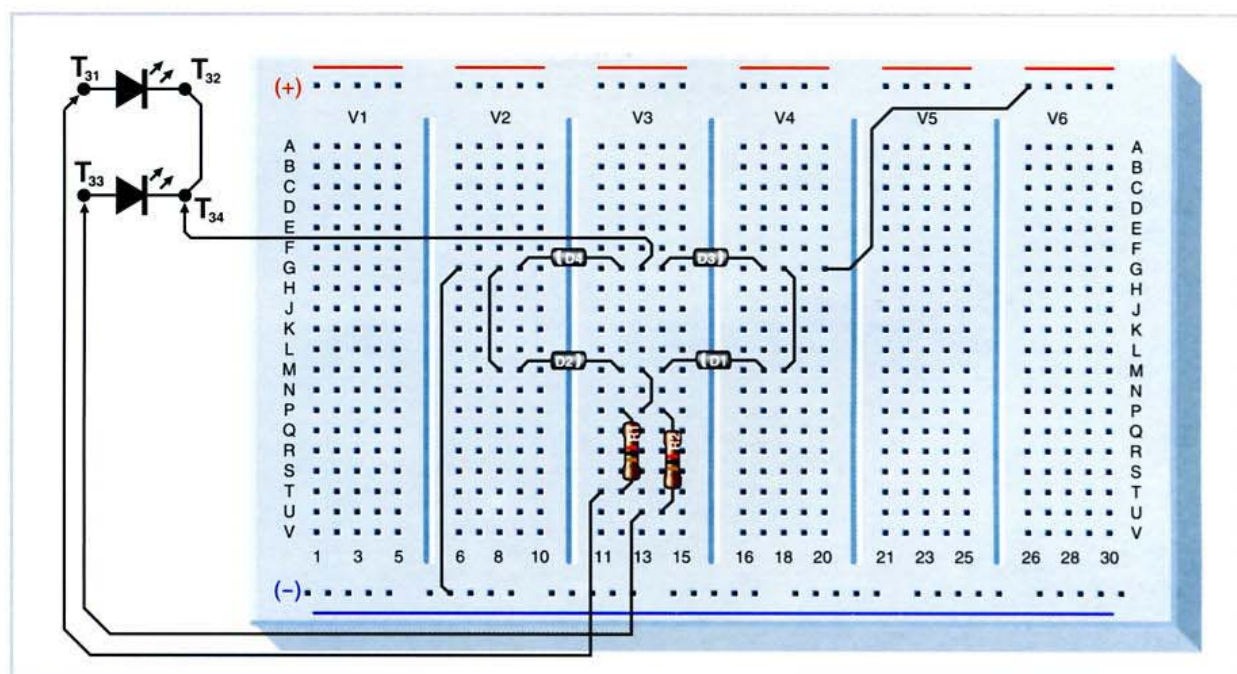 T31 T32
(+)
V1 V2 V3 V4 V5 V6
A A
B B
T33 C C
T34 D D
E E
F F
D4 D3
G G
H H
J J
K K
L L
D2 D1
M M
N N
P P
Q R1 R2 Q
R R
S S
T T
U U
V V
1 3 5 6 8 10 11 13 15 16 18 20 21 23 25 26 28 30
(−)